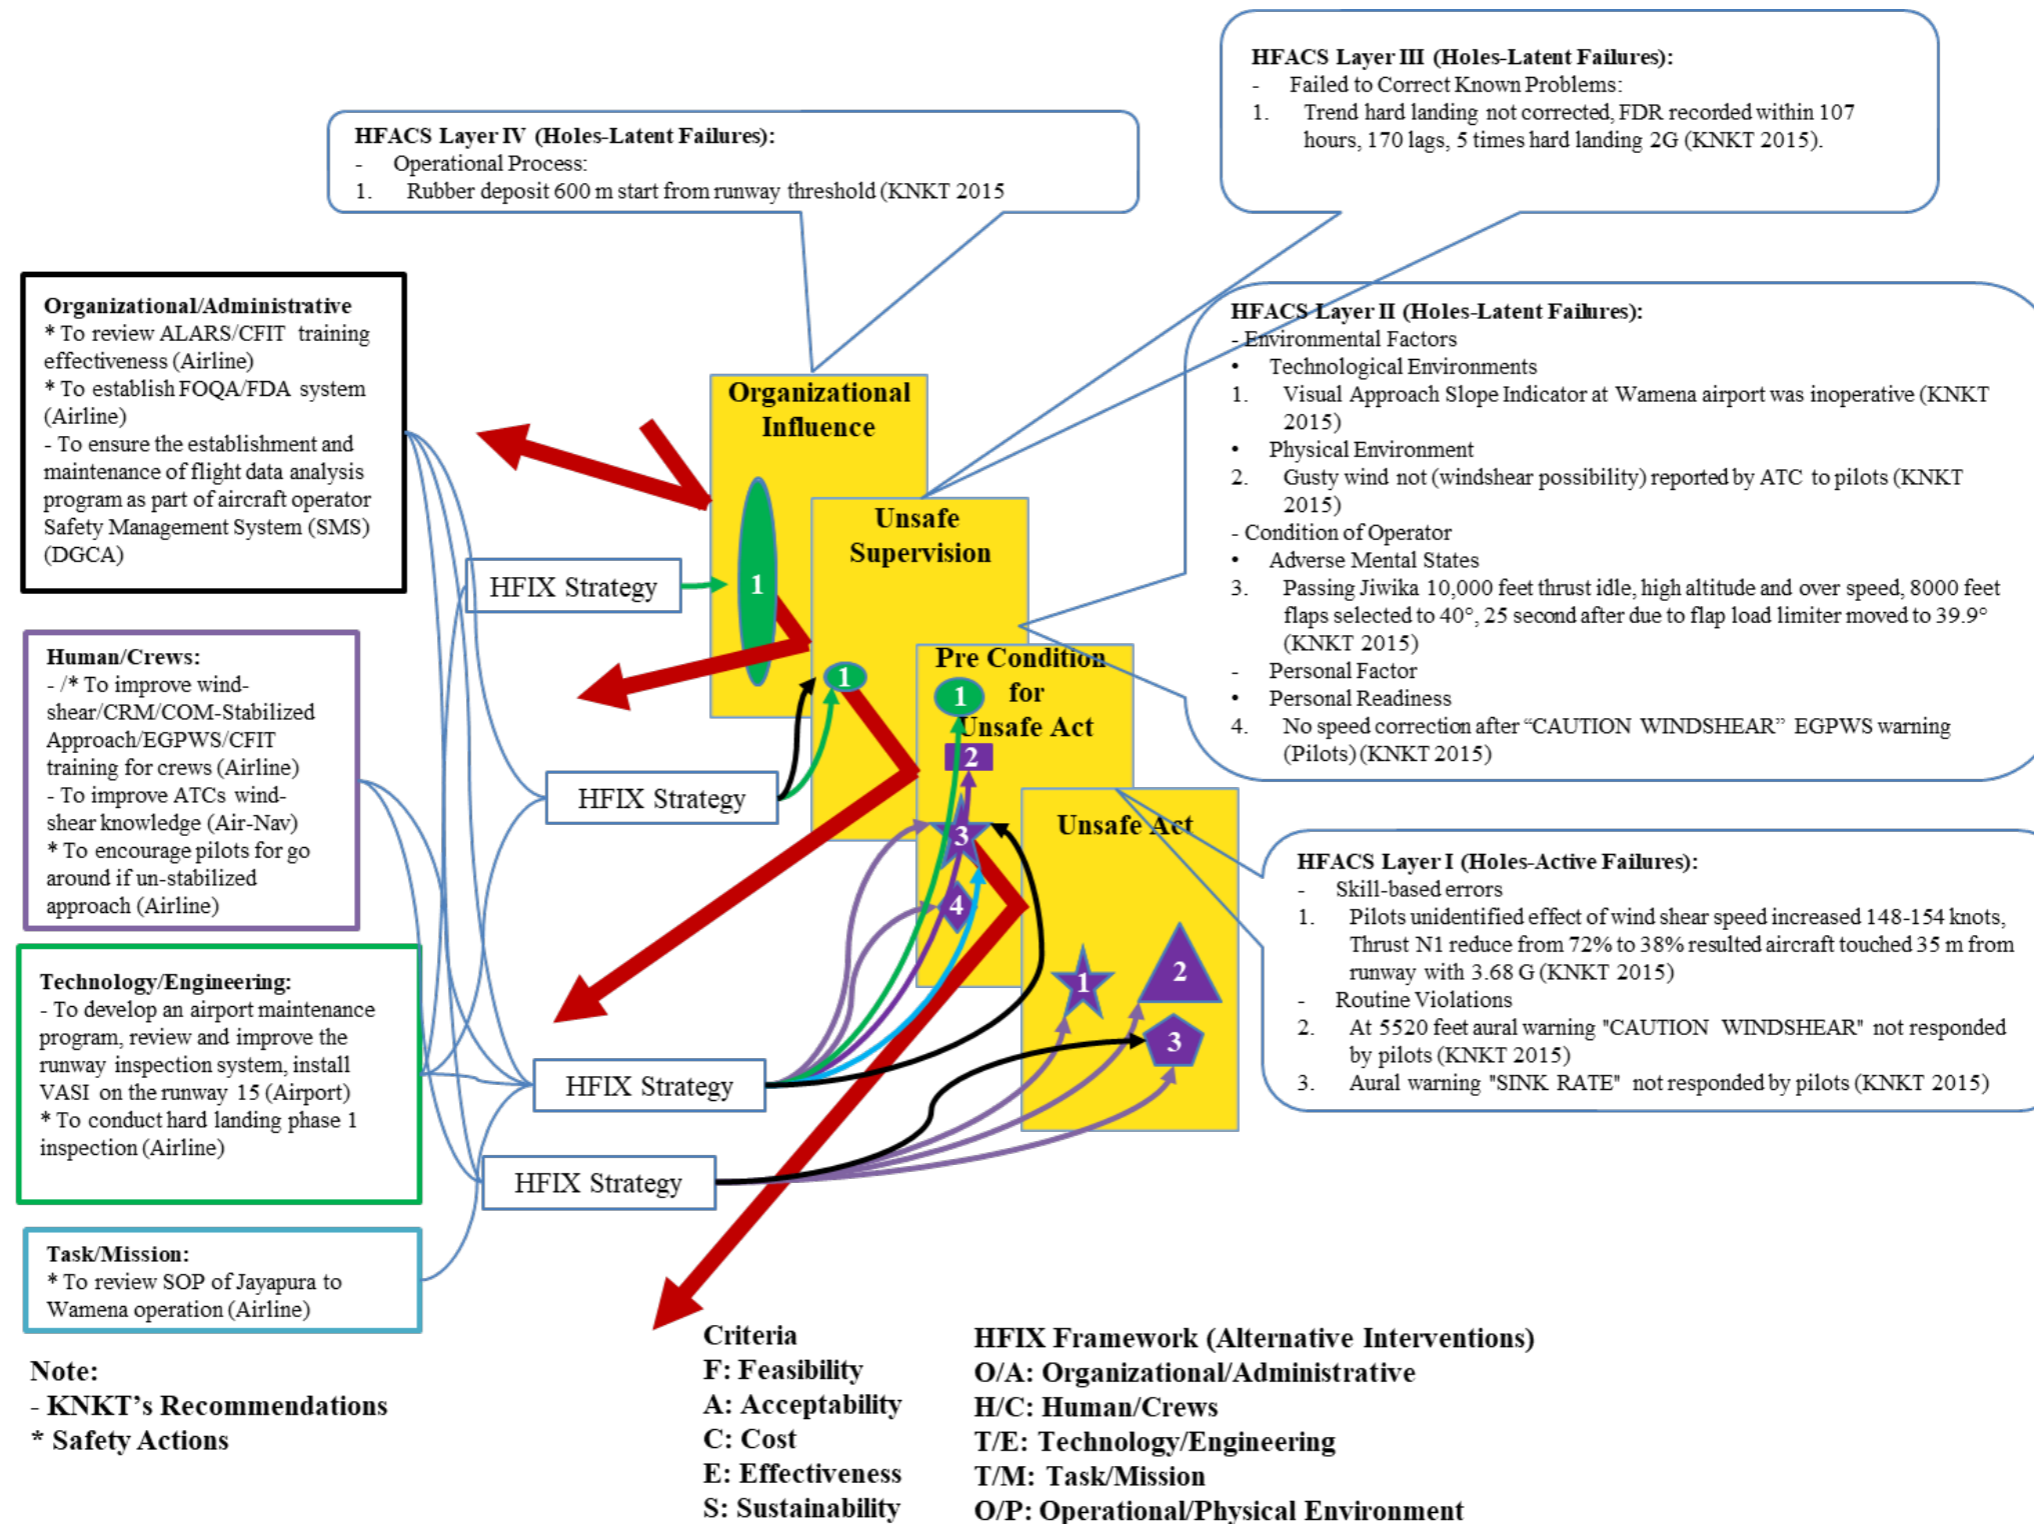 HFACS Layer III (Holes-Latent Failures):
- Failed to Correct Known Problems:
1. Trend hard landing not corrected, FDR recorded within 107
hours, 170 lags, 5 times hard landing 2G (KNKT 2015).
HFACS Layer IV (Holes-Latent Failures):
- Operational Process:
1. Rubber deposit 600 m start from runway threshold (KNKT 2015
Organizational/Administrative
* To review ALARS/CFIT training
effectiveness (Airline)
* To establish FOQA/FDA system
(Airline)
- To ensure the establishment and
maintenance of flight data analysis
program as part of aircraft operator
Safety Management System (SMS)
(DGCA)
Human/Crews:
- /* To improve wind-
shear/CRM/COM-Stabilized
Approach/EGPWS/CFIT
training for crews (Airline)
- To improve ATCs wind-
shear knowledge (Air-Nav)
* To encourage pilots for go
around if un-stabilized
approach (Airline)
Technology/Engineering:
- To develop an airport maintenance
program, review and improve the
runway inspection system, install
VASI on the runway 15 (Airport)
* To conduct hard landing phase 1
inspection (Airline)
Task/Mission:
* To review SOP of Jayapura to
Wamena operation (Airline)
Note:
- KNKT's Recommendations
* Safety Actions
HFIX Strategy
HFIX Strategy
HFIX Strategy
HFIX Strategy
Organizational
Influence
1
Unsafe
Supervision
1
Pre Condition
for
Unsafe Act
1
2
3
4
Unsafe Act
1
2
3
HFACS Layer II (Holes-Latent Failures):
- Environmental Factors
• Technological Environments
1. Visual Approach Slope Indicator at Wamena airport was inoperative (KNKT
2015)
• Physical Environment
2. Gusty wind not (windshear possibility) reported by ATC to pilots (KNKT
2015)
- Condition of Operator
• Adverse Mental States
3. Passing Jiwika 10,000 feet thrust idle, high altitude and over speed, 8000 feet
flaps selected to 40°, 25 second after due to flap load limiter moved to 39.9°
(KNKT 2015)
- Personal Factor
• Personal Readiness
4. No speed correction after “CAUTION WINDSHEAR” EGPWS warning
(Pilots) (KNKT 2015)
HFACS Layer I (Holes-Active Failures):
- Skill-based errors
1. Pilots unidentified effect of wind shear speed increased 148-154 knots,
Thrust N1 reduce from 72% to 38% resulted aircraft touched 35 m from
runway with 3.68 G (KNKT 2015)
- Routine Violations
2. At 5520 feet aural warning "CAUTION WINDSHEAR" not responded
by pilots (KNKT 2015)
3. Aural warning "SINK RATE" not responded by pilots (KNKT 2015)
Criteria
F: Feasibility
A: Acceptability
C: Cost
E: Effectiveness
S: Sustainability
HFIX Framework (Alternative Interventions)
O/A: Organizational/Administrative
H/C: Human/Crews
T/E: Technology/Engineering
T/M: Task/Mission
O/P: Operational/Physical Environment